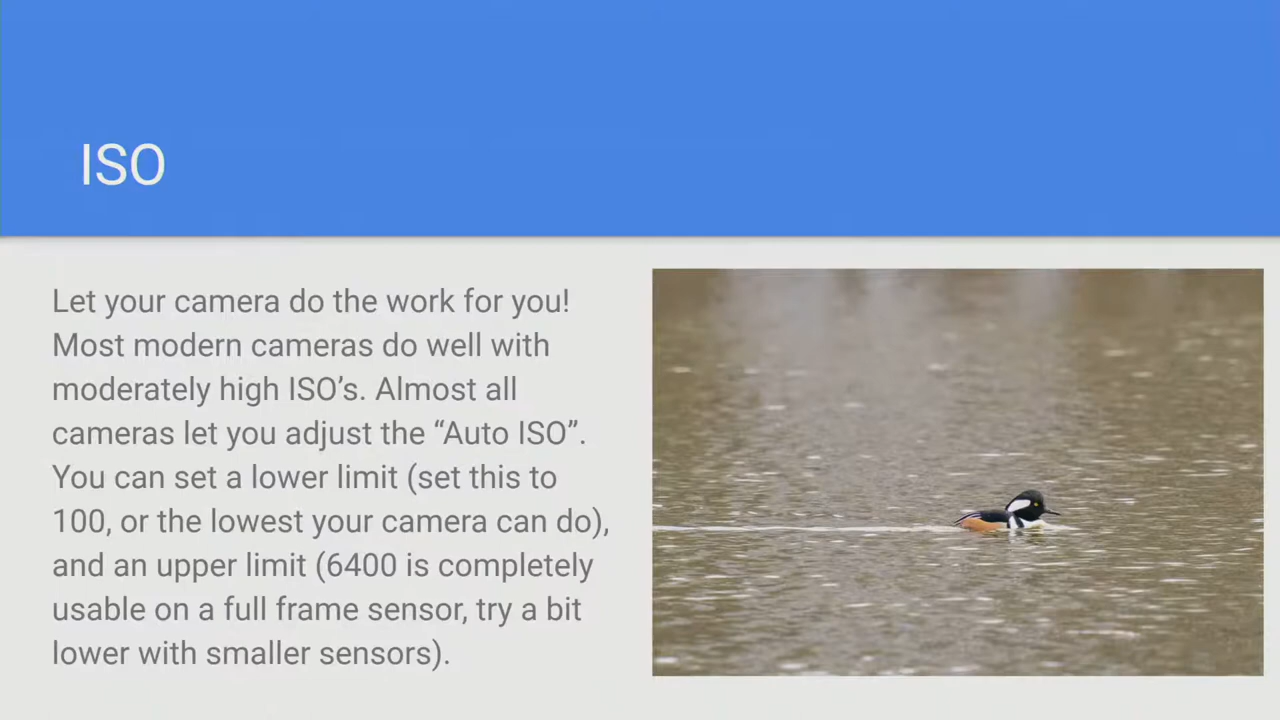 ISO
Let your camera do the work for you!
Most modern cameras do well with
moderately high ISO’s. Almost all
cameras let you adjust the “Auto ISO”.
You can set a lower limit (set this to
100, or the lowest your camera can do),
and an upper limit (6400 is completely
usable on a full frame sensor, try a bit
lower with smaller sensors).